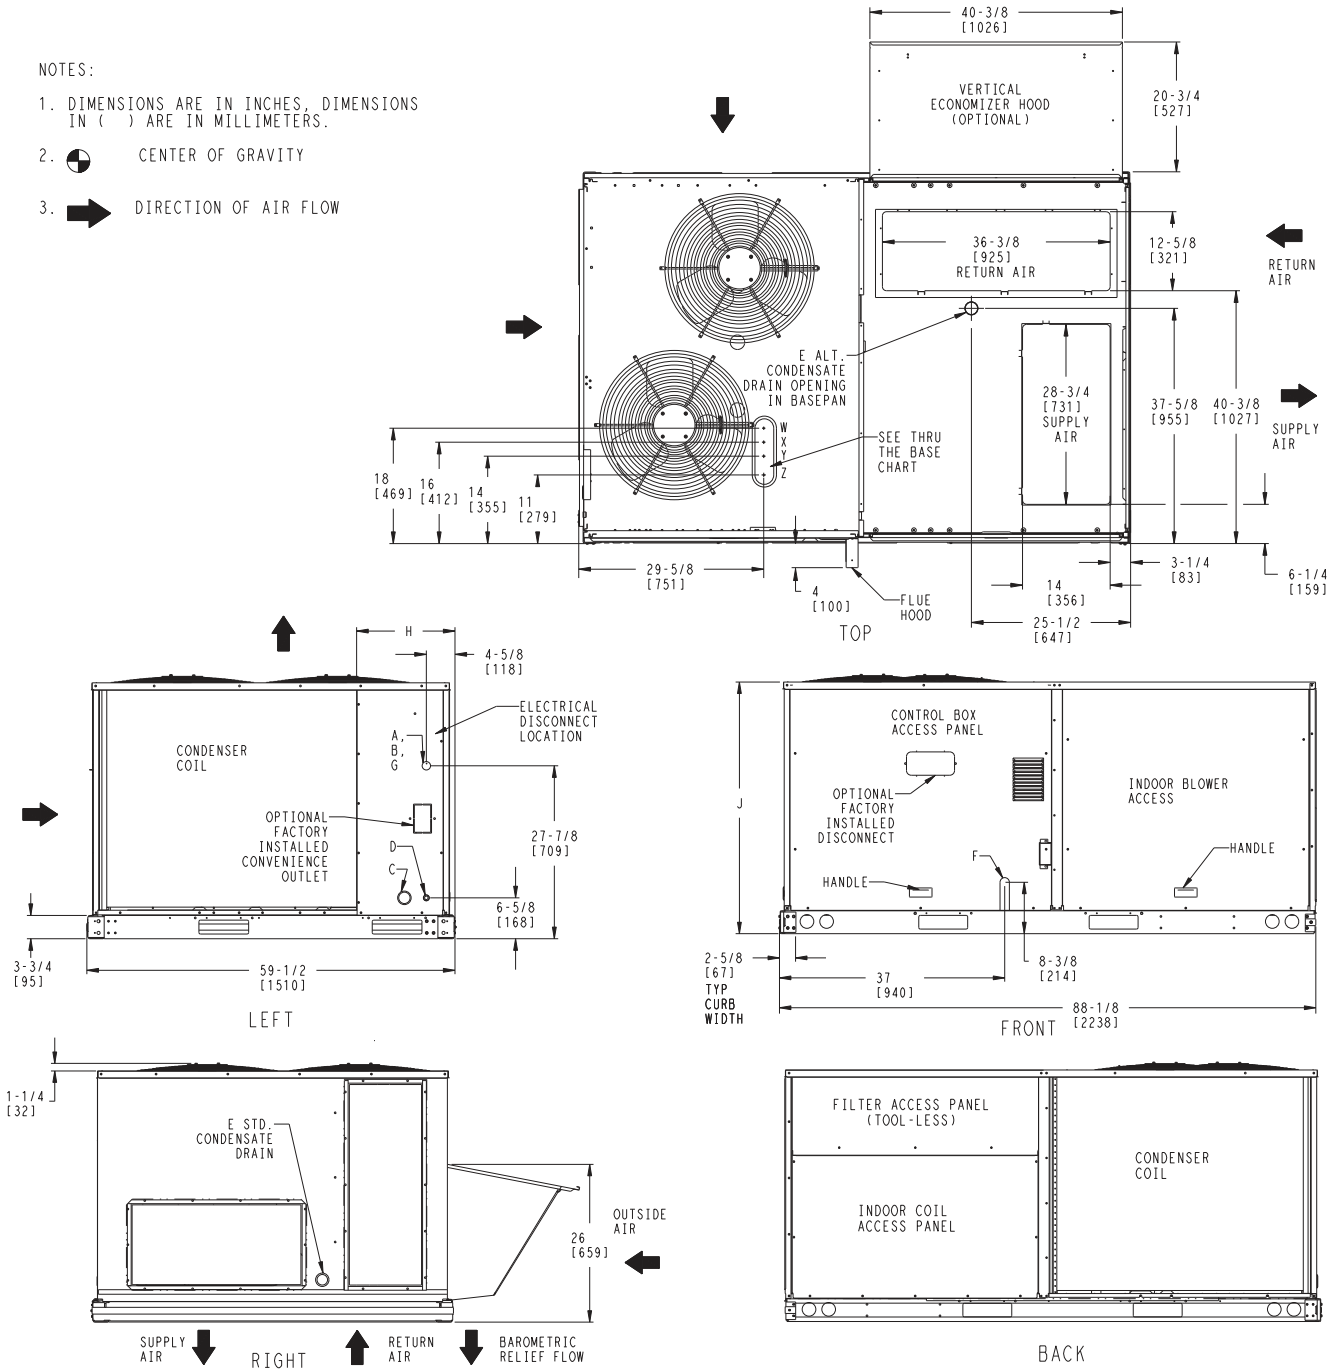 NOTES:
1. DIMENSIONS ARE IN INCHES, DIMENSIONS
IN ( ) ARE IN MILLIMETERS.
2. CENTER OF GRAVITY
3. DIRECTION OF AIR FLOW
40-3/8
[1026]
VERTICAL
ECONOMIZER HOOD
(OPTIONAL)
20-3/4
[527]
36-3/8
[925]
RETURN AIR
12-5/8
[321]
RETURN
AIR
E ALT.
CONDENSATE
DRAIN OPENING
IN BASEPAN
28-3/4
[731]
SUPPLY
AIR
37-5/8
[955]
40-3/8
[1027]
SUPPLY
AIR
W
X
Y
Z
SEE THRU
THE BASE
CHART
18
[469]
16
[412]
14
[355]
11
[279]
29-5/8
[751]
4
[100]
FLUE
HOOD
14
[356]
3-1/4
[83]
6-1/4
[159]
25-1/2
[647]
TOP
H
4-5/8
[118]
ELECTRICAL
DISCONNECT
LOCATION
A,
B,
G
CONDENSER
COIL
OPTIONAL
FACTORY
INSTALLED
CONVENIENCE
OUTLET
D
C
27-7/8
[709]
6-5/8
[168]
3-3/4
[95]
59-1/2
[1510]
LEFT
CONTROL BOX
ACCESS PANEL
J
OPTIONAL
FACTORY
INSTALLED
DISCONNECT
INDOOR BLOWER
ACCESS
F
HANDLE
HANDLE
2-5/8
[67]
TYP
CURB
WIDTH
37
[940]
8-3/8
[214]
88-1/8
[2238]
FRONT
1-1/4
[32]
E STD.
CONDENSATE
DRAIN
26
[659]
OUTSIDE
AIR
SUPPLY
AIR
RIGHT
RETURN
AIR
BAROMETRIC
RELIEF FLOW
FILTER ACCESS PANEL
(TOOL-LESS)
CONDENSER
COIL
INDOOR COIL
ACCESS PANEL
BACK